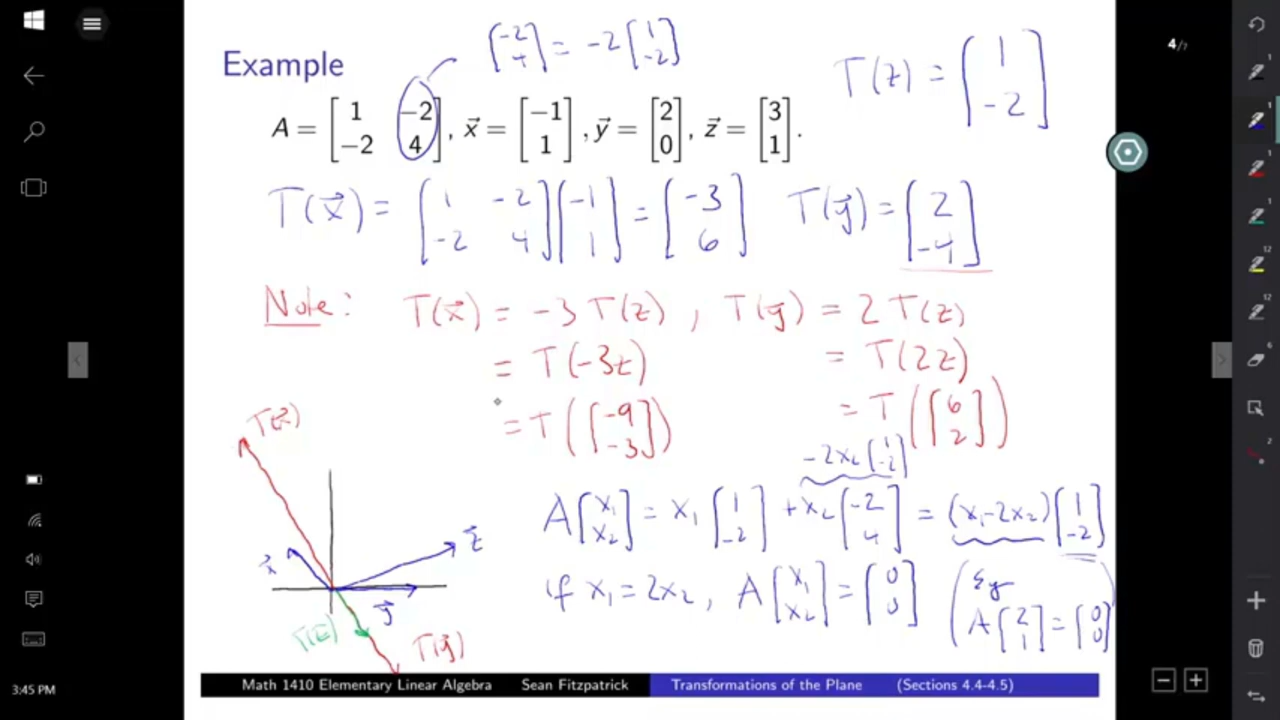 [-2 4] = -2 [1 -2]
T(z) = [1 -2]
Example
A = [1 -2 -2 4], x⃗ = [-1 1], y⃗ = [2 0], z⃗ = [3 1].
T(x⃗) = [1 -2 -2 4] [-1 1] = [-3 6] T(y⃗) = [2 -4]
Note: T(x⃗) = -3 T(z), T(y⃗) = 2 T(z)
= T(-3z) = T(2z)
= T([-9 -3]) = T([6 2])
-2x₂ [1 -2]
A [x₁ x₂] = x₁ [1 -2] + x₂ [-2 4] = (x₁ - 2x₂) [1 -2]
if x₁ = 2x₂, A [x₁ x₂] = [0 0] (Eg A [2 1] = [0 0]
T(x⃗)
z⃗
x⃗
y⃗
T(z)
T(y⃗)
Math 1410 Elementary Linear Algebra Sean Fitzpatrick Transformations of the Plane (Sections 4.4-4.5)
4/7
3:45 PM